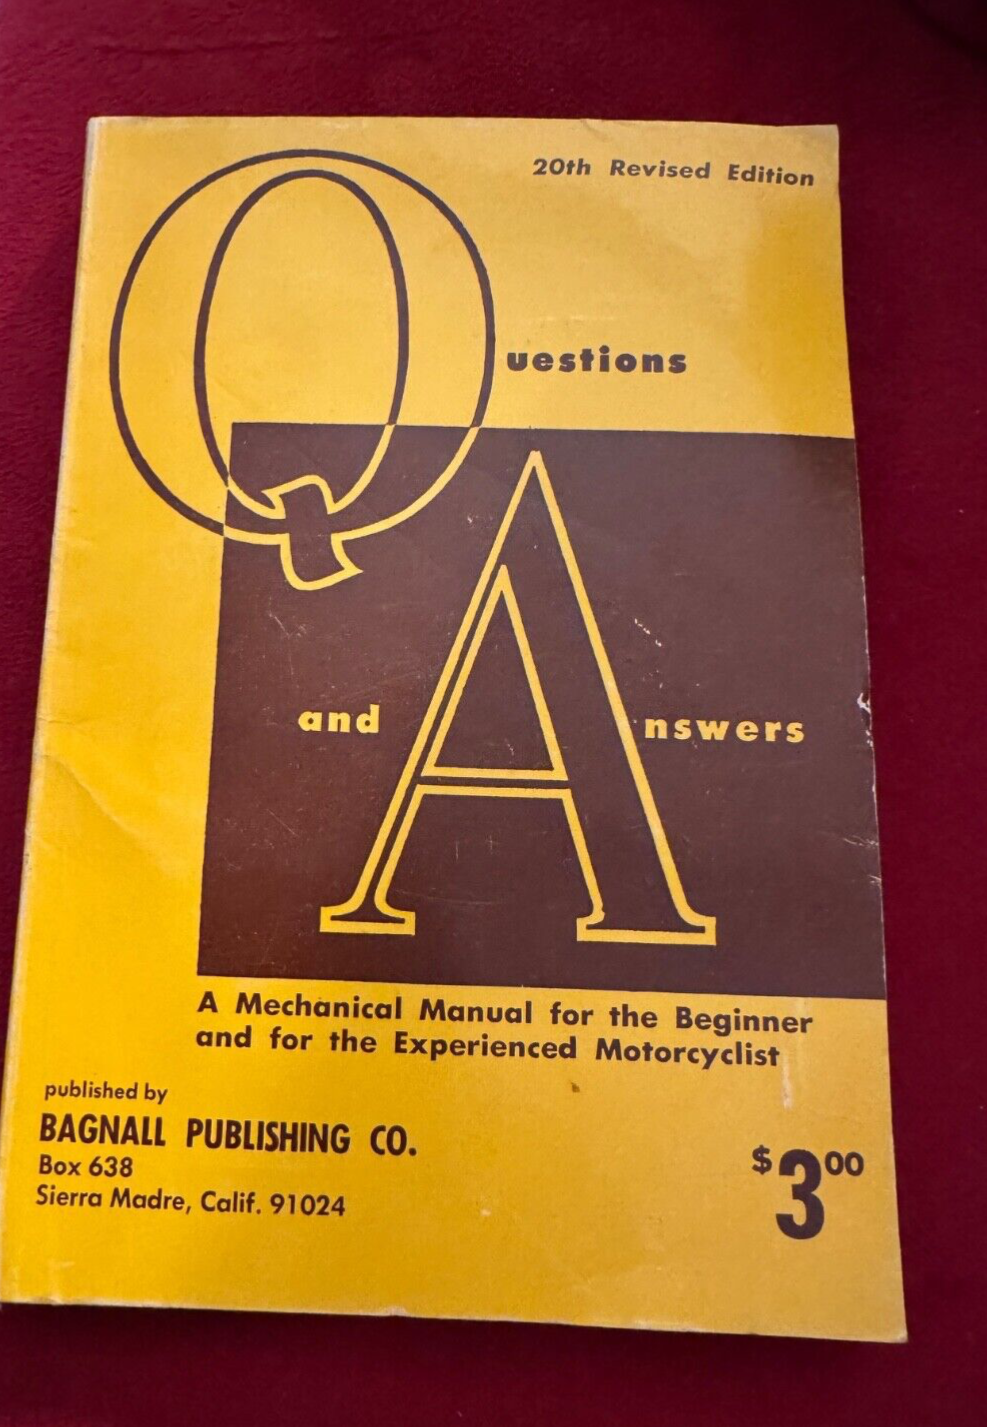 20th Revised Edition
Questions
and Answers
A Mechanical Manual for the Beginner
and for the Experienced Motorcyclist
published by
BAGNALL PUBLISHING CO.
Box 638
Sierra Madre, Calif. 91024
$3.00